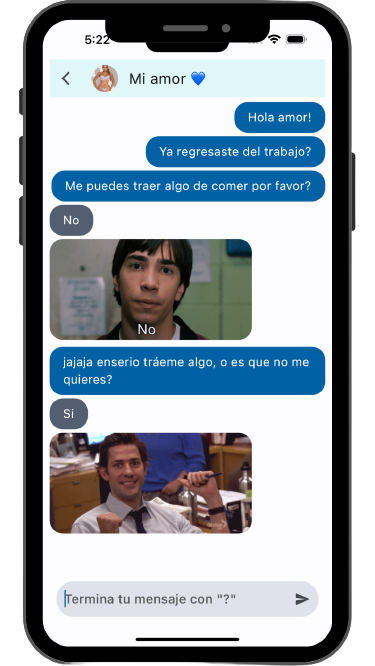 5:22
Mi amor 💙
Hola amor!
Ya regresaste del trabajo?
Me puedes traer algo de comer por favor?
No
No
jajaja enserio tráeme algo, o es que no me
quieres?
Si
Termina tu mensaje con "?"